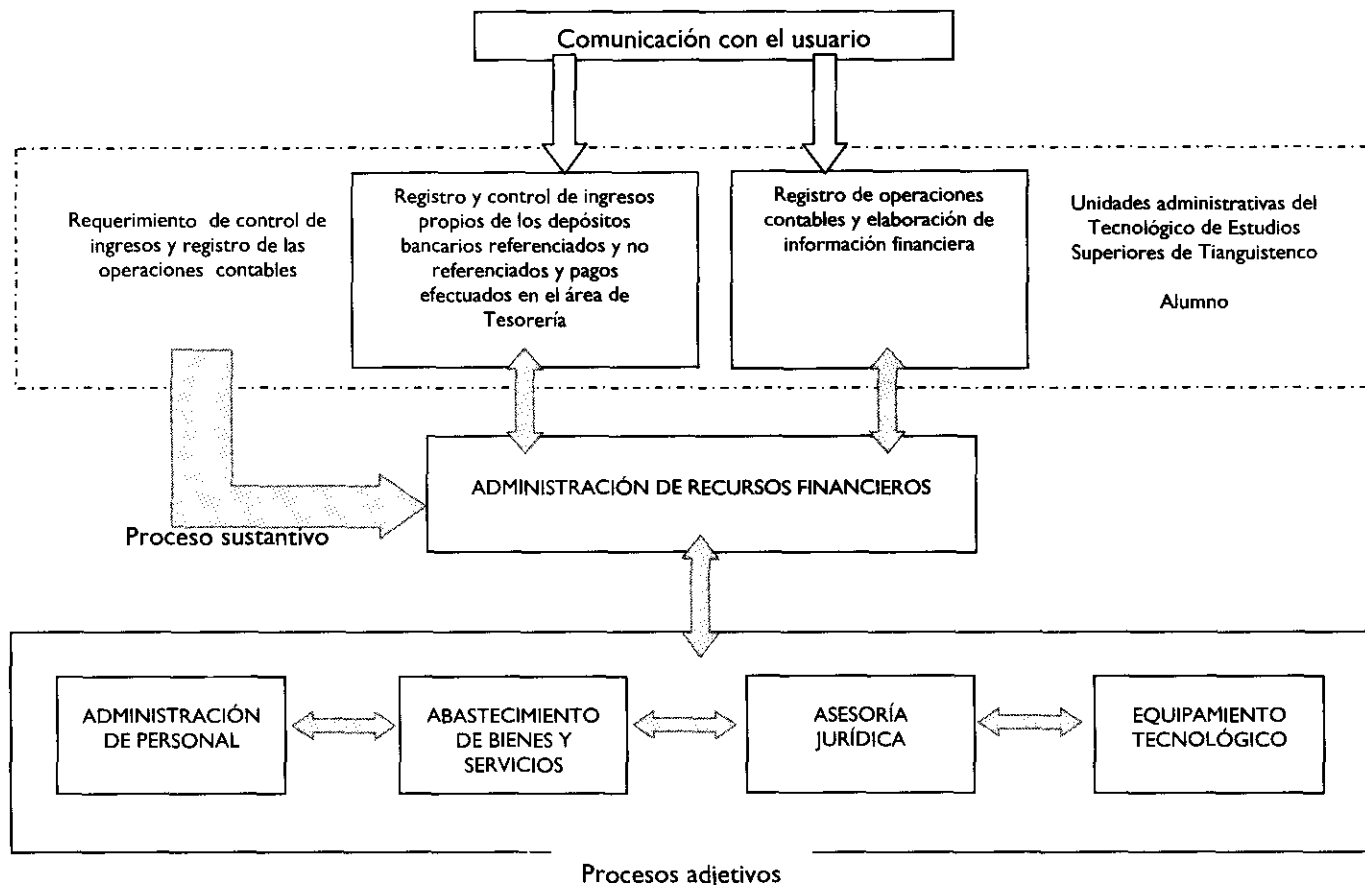 Comunicación con el usuario
Requerimiento de control de
ingresos y registro de las
operaciones contables
Registro y control de ingresos
propios de los depósitos
bancarios referenciados y no
referenciados y pagos
efectuados en el área de
Tesorería
Registro de operaciones
contables y elaboración de
información financiera
Unidades administrativas del
Tecnológico de Estudios
Superiores de Tianguistenco
Alumno
ADMINISTRACIÓN DE RECURSOS FINANCIEROS
Proceso sustantivo
ADMINISTRACIÓN
DE PERSONAL
ABASTECIMIENTO
DE BIENES Y
SERVICIOS
ASESORÍA
JURÍDICA
EQUIPAMIENTO
TECNOLÓGICO
Procesos adjetivos